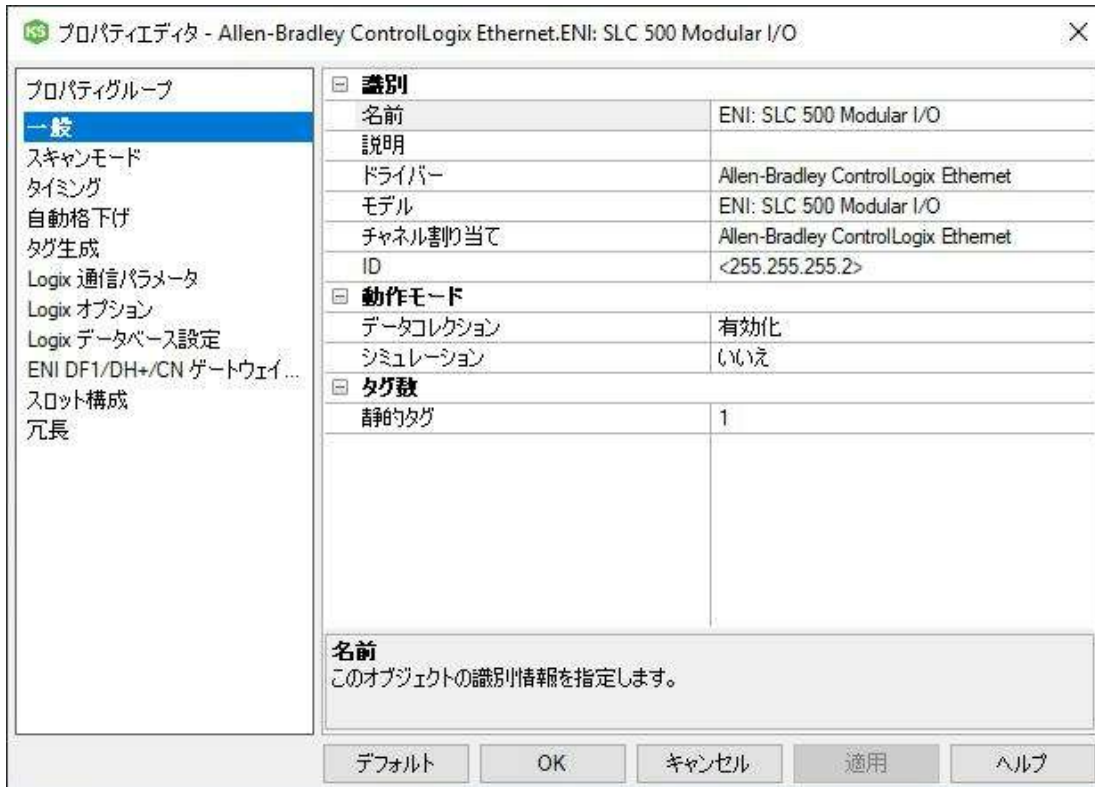 KS プロパティエディタ - Allen-Bradley ControlLogix Ethernet.ENI: SLC 500 Modular I/O
プロパティグループ
一般
スキャンモード
タイミング
自動格下げ
タグ生成
Logix 通信パラメータ
Logix オプション
Logix データベース設定
ENI DF1/DH+/CN ゲートウェイ...
スロット構成
冗長
識別
名前 ENI: SLC 500 Modular I/O
説明
ドライバー Allen-Bradley ControlLogix Ethernet
モデル ENI: SLC 500 Modular I/O
チャネル割り当て Allen-Bradley ControlLogix Ethernet
ID <255.255.255.2>
動作モード
データコレクション 有効化
シミュレーション いいえ
タグ数
静的タグ 1
名前
このオブジェクトの識別情報を指定します。
デフォルト OK キャンセル 適用 ヘルプ